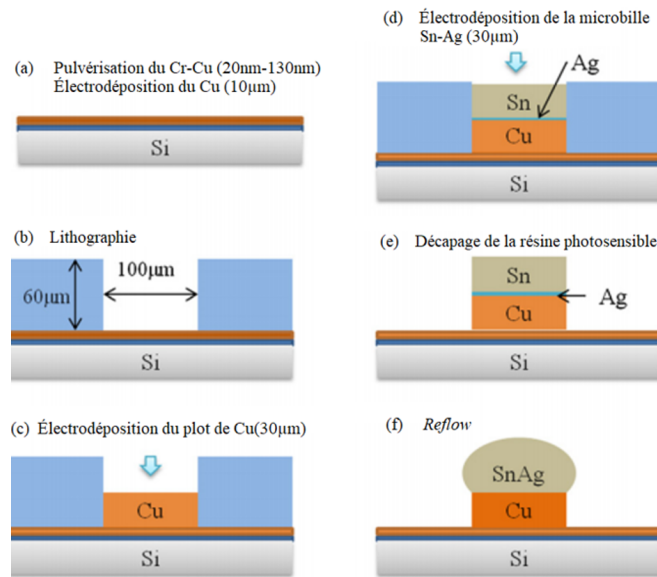 (a) Pulvérisation du Cr-Cu (20nm-130nm)
Électrodéposition du Cu (10µm)
Si
(b) Lithographie
100µm
60µm
Si
(c) Électrodéposition du plot de Cu(30µm)
Cu
Si
(d) Électrodéposition de la microbille
Sn-Ag (30µm)
Ag
Sn
Cu
Si
(e) Décapage de la résine photosensible
Sn
Ag
Cu
Si
(f) Reflow
SnAg
Cu
Si